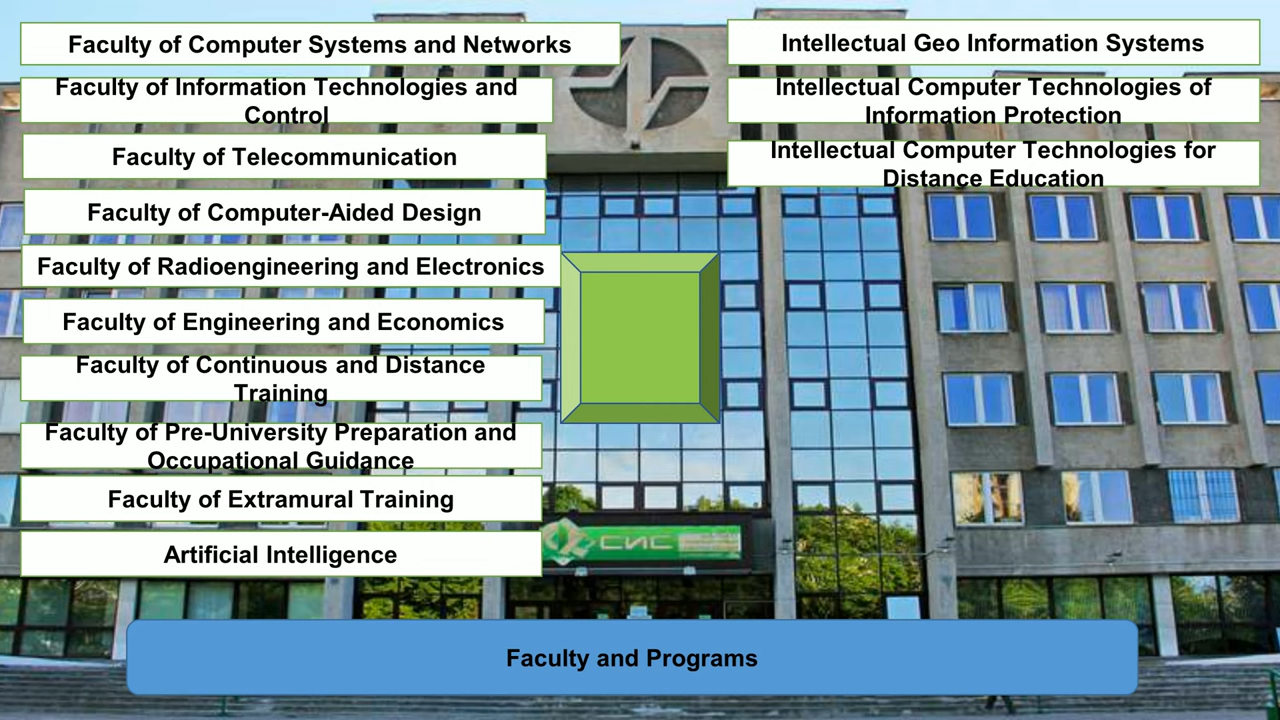 Faculty of Computer Systems and Networks
Faculty of Information Technologies and
Control
Faculty of Telecommunication
Faculty of Computer-Aided Design
Faculty of Radioengineering and Electronics
Faculty of Engineering and Economics
Faculty of Continuous and Distance
Training
Faculty of Pre-University Preparation and
Occupational Guidance
Faculty of Extramural Training
Artificial Intelligence
Intellectual Geo Information Systems
Intellectual Computer Technologies of
Information Protection
Intellectual Computer Technologies for
Distance Education
СИС
Faculty and Programs